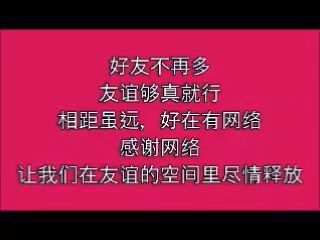 好友不再多
友谊够真就行
相距虽远，好在有网络
感谢网络
让我们在友谊的空间里尽情释放